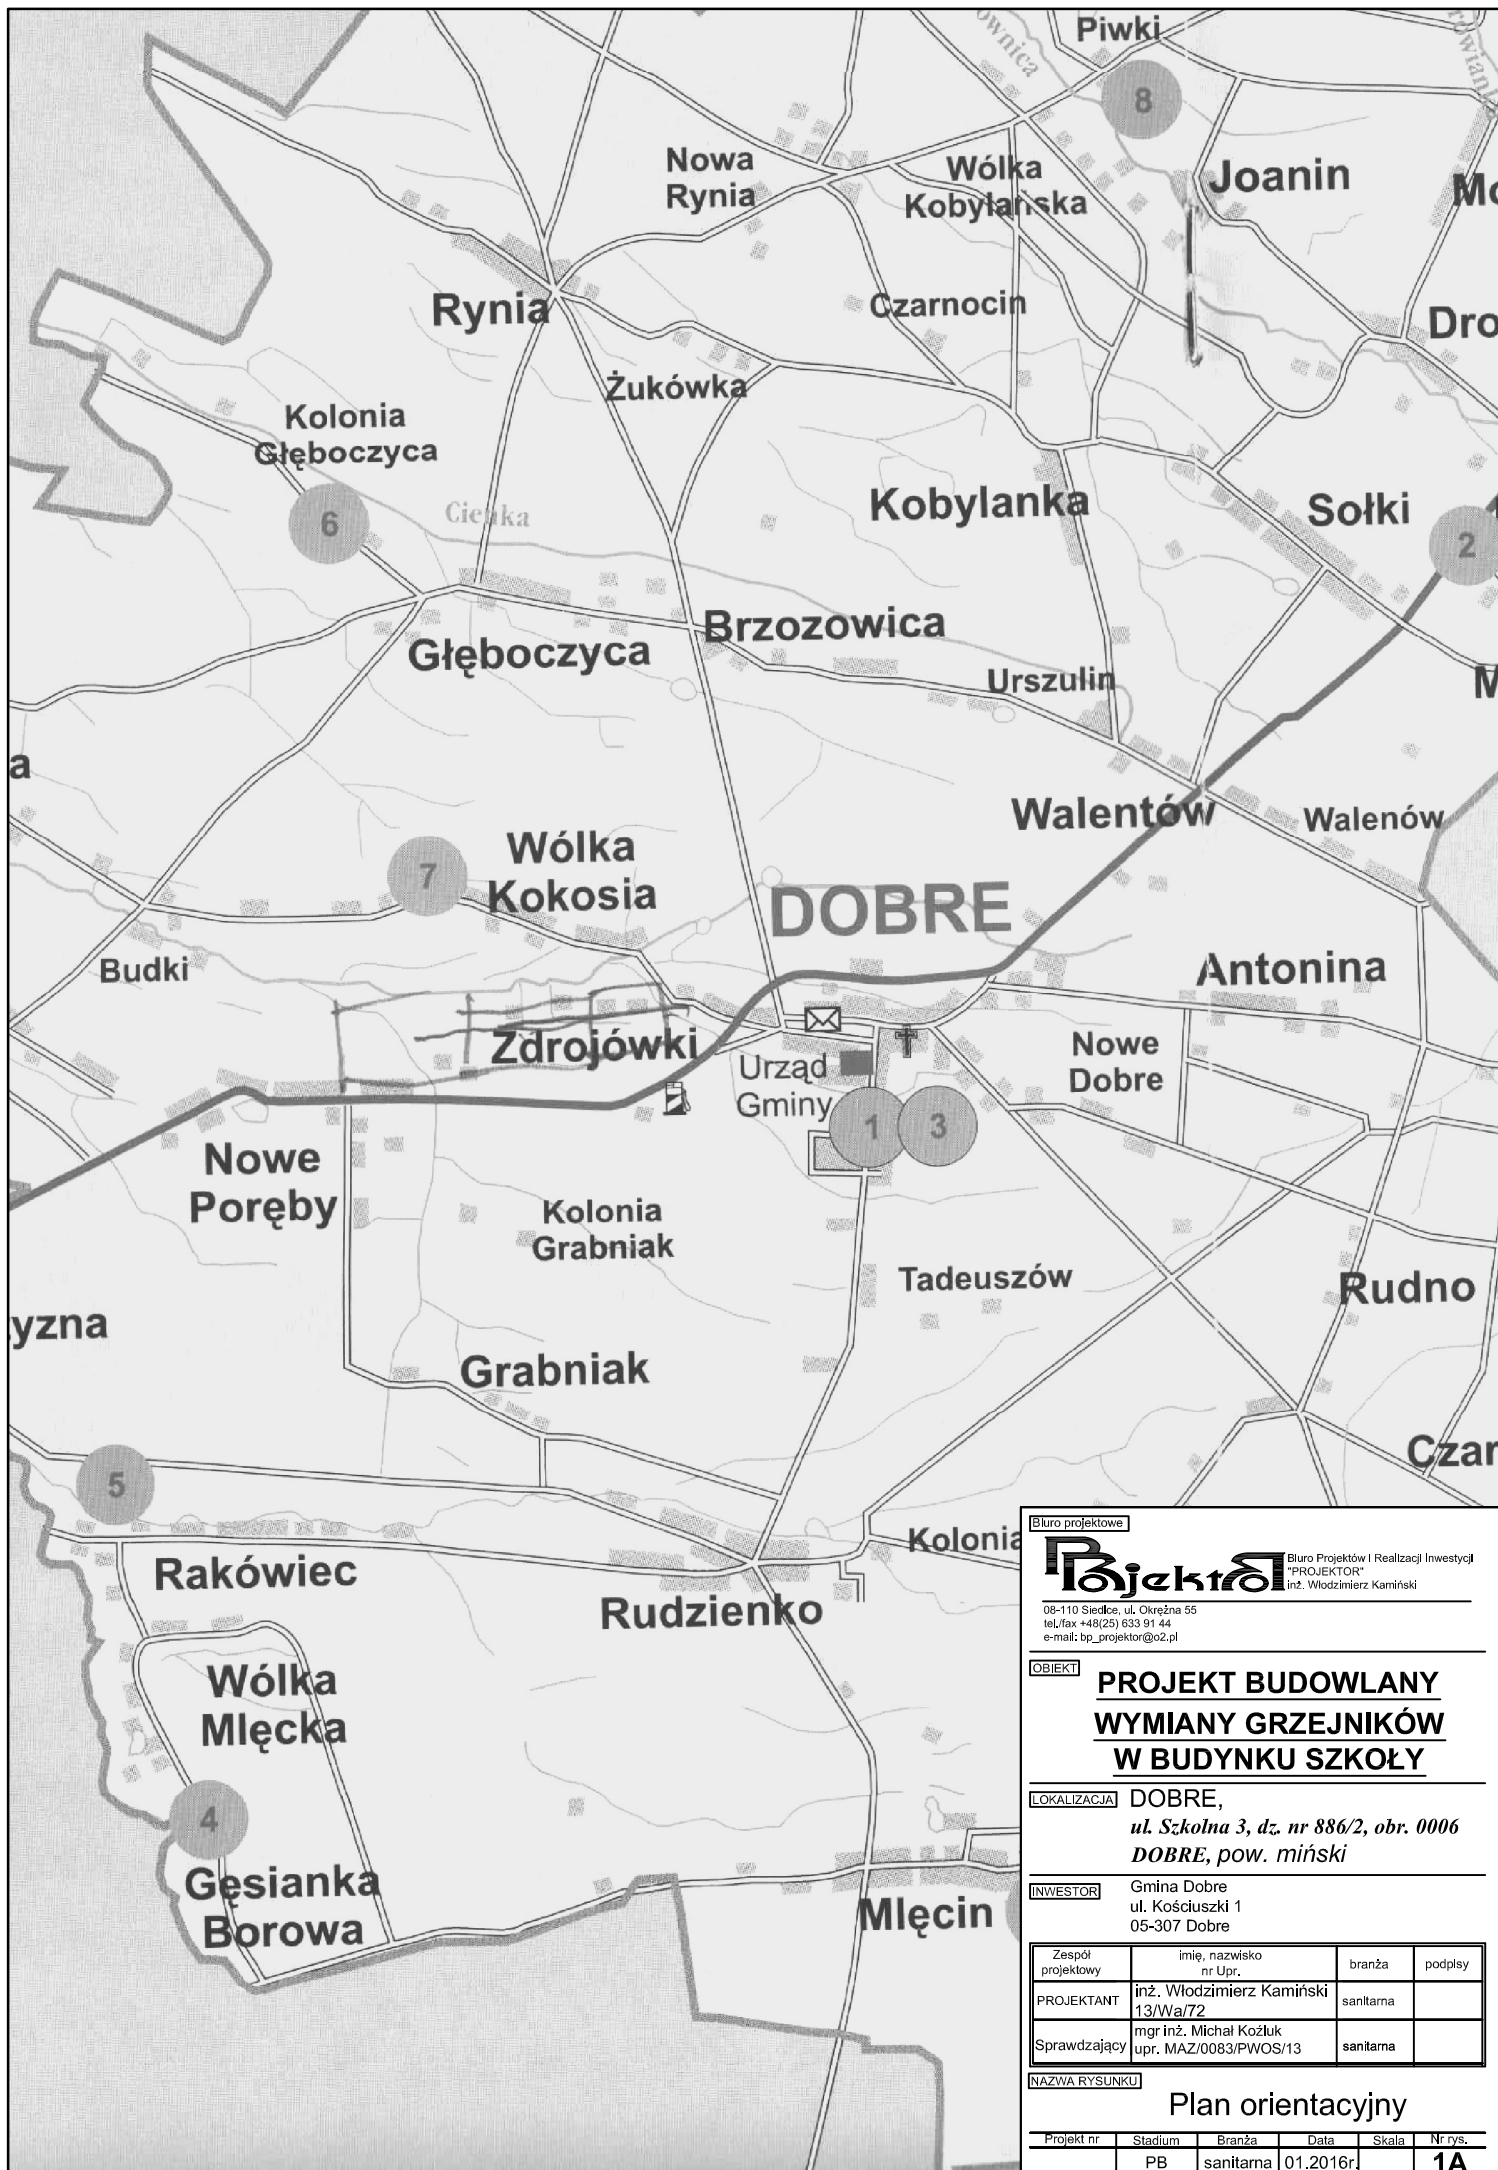 Piwki
8
Nowa
Rynia
Wólka
Kobylańska
Joanin
Rynia
Czarnocin
Żukówka
Kolonia
Głęboczyca
6
Cienka
Kobylanka
Sołki
2
Głęboczyca
Brzozowica
Urszulin
Walentów
Walenów
7
Wólka
Kokosia
DOBRE
Budki
Antonina
Zdrojówki
Urząd
Gminy
Nowe
Dobre
1
3
Nowe
Poręby
Kolonia
Grabniak
Tadeuszów
Rudno
yzna
Grabniak
Czar
5
Rakówiec
Kolonia
Rudzienko
Wólka
Mlęcka
4
Gęsianka
Borowa
Mlęcin
Biuro projektowe
Projektor
Biuro Projektów i Realizacji Inwestycji
"PROJEKTOR"
inż. Włodzimierz Kamiński
08-110 Siedlce, ul. Okrężna 55
tel./fax +48(25) 633 91 44
e-mail: bp_projektor@o2.pl
OBIEKT
PROJEKT BUDOWLANY
WYMIANY GRZEJNIKÓW
W BUDYNKU SZKOŁY
LOKALIZACJA
DOBRE,
ul. Szkolna 3, dz. nr 886/2, obr. 0006
DOBRE, pow. miński
INWESTOR
Gmina Dobre
ul. Kościuszki 1
05-307 Dobre
Zespół projektowy
imię, nazwisko nr Upr.
branża
podpisy
PROJEKTANT
inż. Włodzimierz Kamiński
13/Wa/72
sanitarna
Sprawdzający
mgr inż. Michał Koźluk
upr. MAZ/0083/PWOS/13
sanitarna
NAZWA RYSUNKU
Plan orientacyjny
Projekt nr Stadium Branża Data Skala Nr rys.
PB sanitarna 01.2016r. 1A